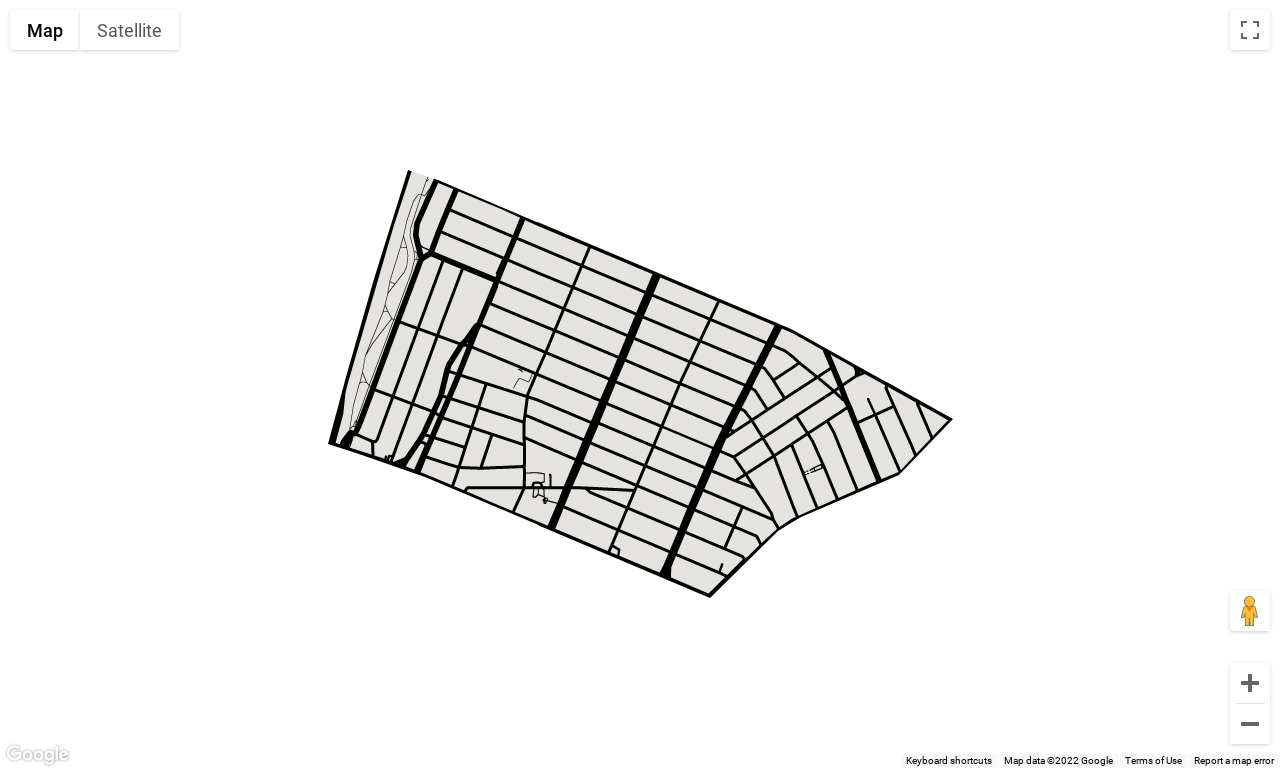 Map
Satellite
Google
Keyboard shortcuts
Map data ©2022 Google
Terms of Use
Report a map error